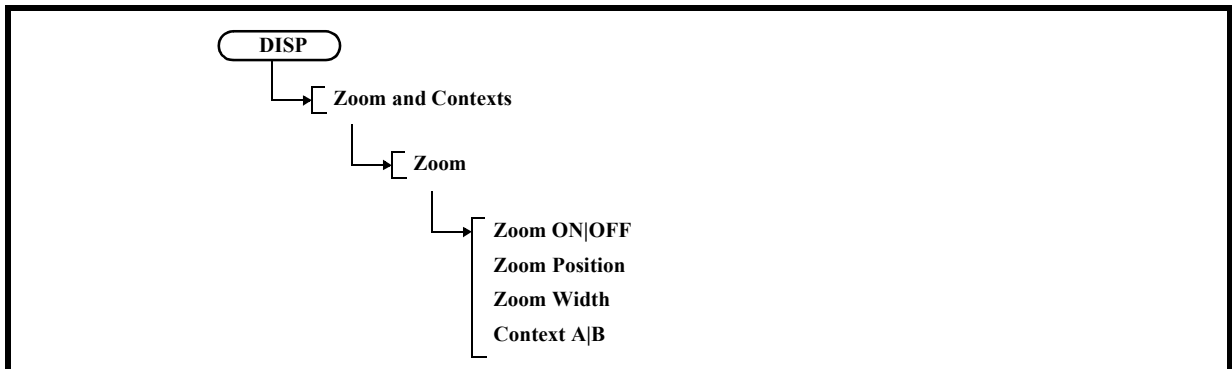 DISP
Zoom and Contexts
Zoom
Zoom ON|OFF
Zoom Position
Zoom Width
Context A|B